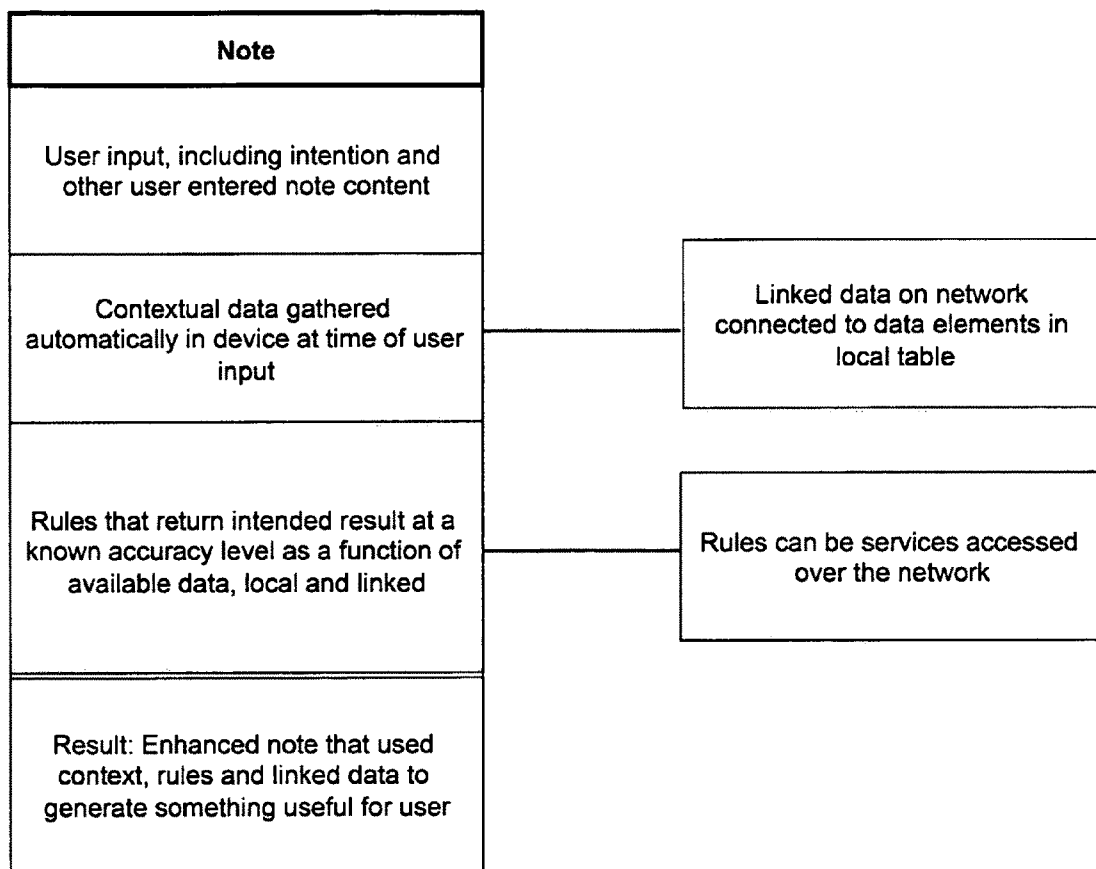 Note
User input, including intention and
other user entered note content
Contextual data gathered
automatically in device at time of user
input
Linked data on network
connected to data elements in
local table
Rules that return intended result at a
known accuracy level as a function of
available data, local and linked
Rules can be services accessed
over the network
Result: Enhanced note that used
context, rules and linked data to
generate something useful for user